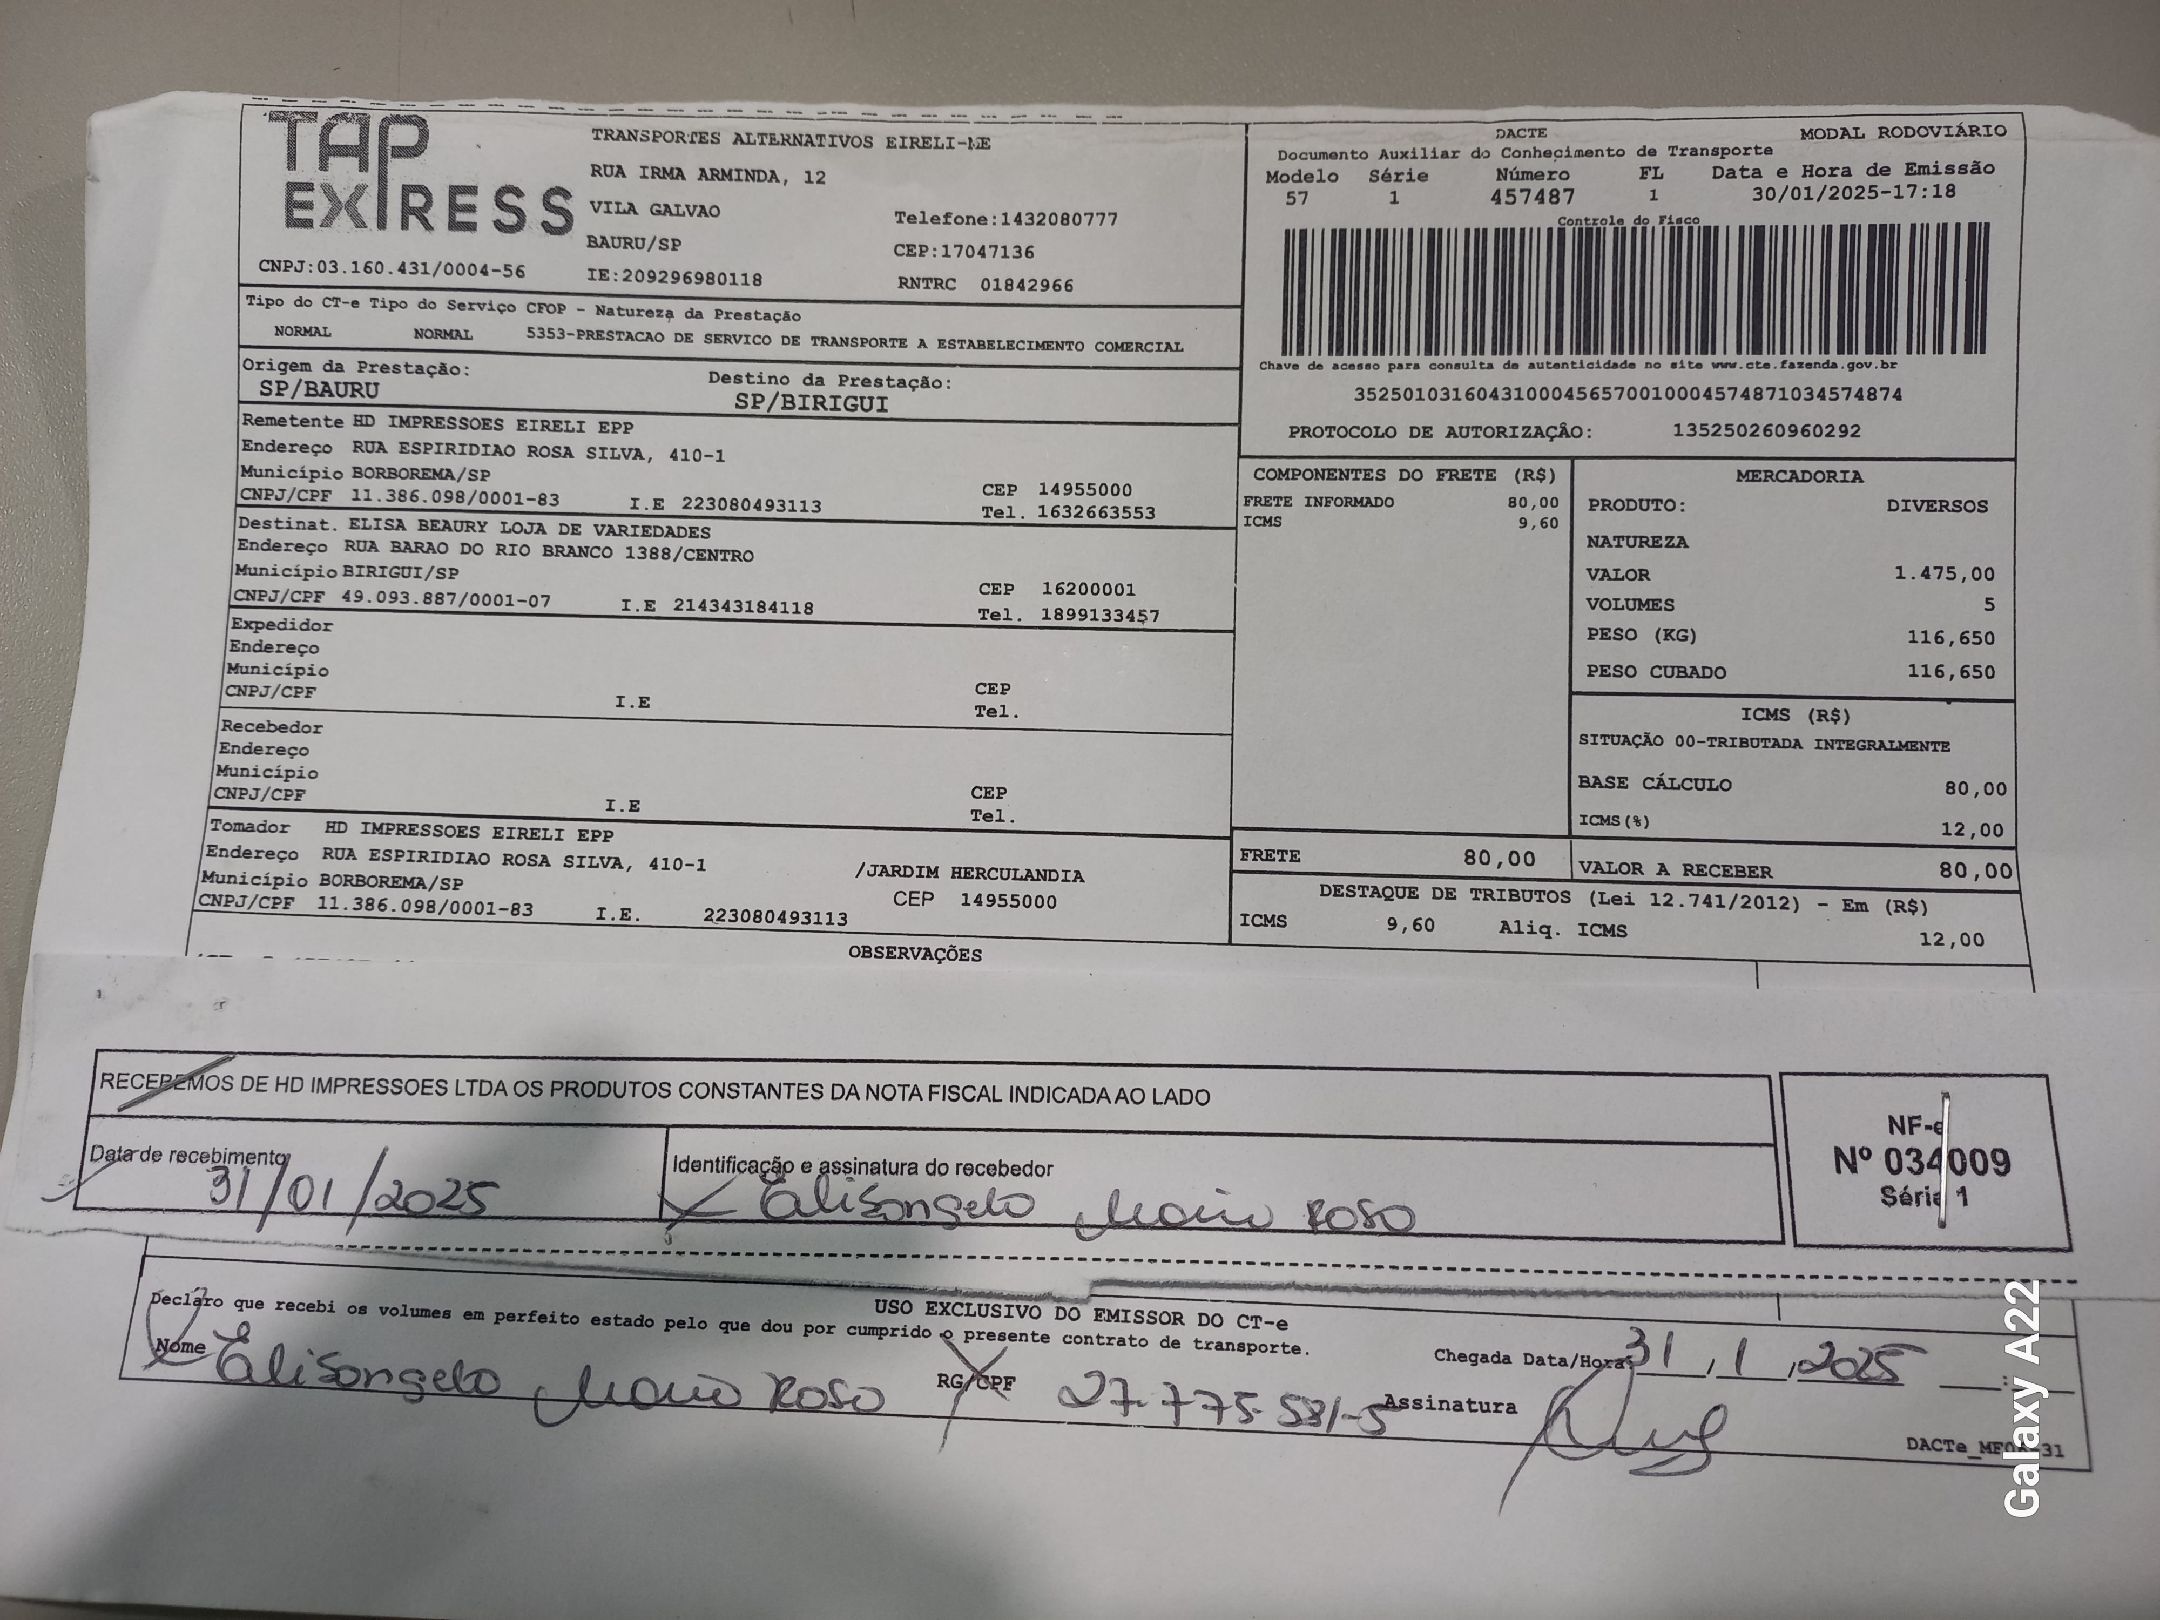 TAP EXPRESS
TRANSPORTES ALTERNATIVOS EIRELI-ME
RUA IRMA ARMINDA, 12
VILA GALVAO
Telefone:1432080777
BAURU/SP
CEP:17047136
CNPJ:03.160.431/0004-56
IE:209296980118
RNTRC 01842966
DACTE
MODAL RODOVIÁRIO
Documento Auxiliar do Conhecimento de Transporte
Modelo Série Número FL Data e Hora de Emissão
57 1 457487 1 30/01/2025-17:18
Controle do Fisco
Chave de acesso para consulta de autenticidade no site www.cte.fazenda.gov.br
35250103160431000456570010004574871034574874
PROTOCOLO DE AUTORIZAÇÃO: 135250260960292
Tipo do CT-e Tipo do Serviço CFOP - Natureza da Prestação
NORMAL NORMAL 5353-PRESTACAO DE SERVICO DE TRANSPORTE A ESTABELECIMENTO COMERCIAL
Origem da Prestação:
SP/BAURU
Destino da Prestação:
SP/BIRIGUI
Remetente HD IMPRESSOES EIRELI EPP
Endereço RUA ESPIRIDIAO ROSA SILVA, 410-1
Município BORBOREMA/SP
CEP 14955000
CNPJ/CPF 11.386.098/0001-83 I.E 223080493113 Tel. 1632663553
Destinat. ELISA BEAURY LOJA DE VARIEDADES
Endereço RUA BARAO DO RIO BRANCO 1388/CENTRO
Município BIRIGUI/SP
CEP 16200001
CNPJ/CPF 49.093.887/0001-07 I.E 214343184118 Tel. 1899133457
Expedidor
Endereço
Município
CEP
CNPJ/CPF I.E Tel.
Recebedor
Endereço
Município
CEP
CNPJ/CPF I.E Tel.
Tomador HD IMPRESSOES EIRELI EPP
Endereço RUA ESPIRIDIAO ROSA SILVA, 410-1 /JARDIM HERCULANDIA
Município BORBOREMA/SP CEP 14955000
CNPJ/CPF 11.386.098/0001-83 I.E. 223080493113
COMPONENTES DO FRETE (R$)
FRETE INFORMADO 80,00
ICMS 9,60
MERCADORIA
PRODUTO: DIVERSOS
NATUREZA
VALOR 1.475,00
VOLUMES 5
PESO (KG) 116,650
PESO CUBADO 116,650
ICMS (R$)
SITUAÇÃO 00-TRIBUTADA INTEGRALMENTE
BASE CÁLCULO 80,00
ICMS(%) 12,00
FRETE 80,00 VALOR A RECEBER 80,00
DESTAQUE DE TRIBUTOS (Lei 12.741/2012) - Em (R$)
ICMS 9,60 Aliq. ICMS 12,00
OBSERVAÇÕES
RECEBEMOS DE HD IMPRESSOES LTDA OS PRODUTOS CONSTANTES DA NOTA FISCAL INDICADA AO LADO
Data de recebimento
31/01/2025
Identificação e assinatura do recebedor
Elisangela Maria Rosa
NF-e
Nº 034009
Série 1
USO EXCLUSIVO DO EMISSOR DO CT-e
Declaro que recebi os volumes em perfeito estado pelo que dou por cumprido o presente contrato de transporte.
Nome Elisangela Maria Rosa RG/CPF 27.775.581-5
Chegada Data/Hora: 31/1/2025 :
Assinatura
Galaxy A22